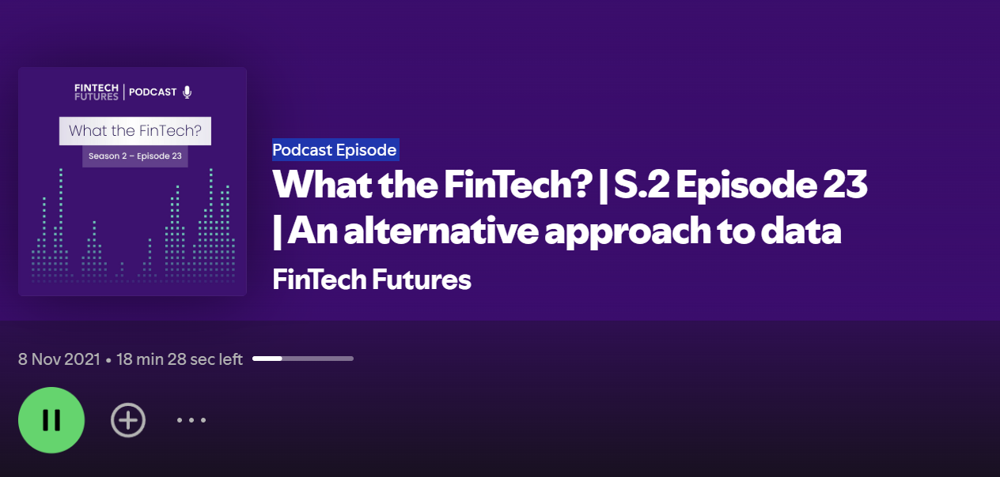 FINTECH
FUTURES
PODCAST
What the FinTech?
Season 2 – Episode 23
Podcast Episode
What the FinTech? | S.2 Episode 23
| An alternative approach to data
FinTech Futures
8 Nov 2021 • 18 min 28 sec left